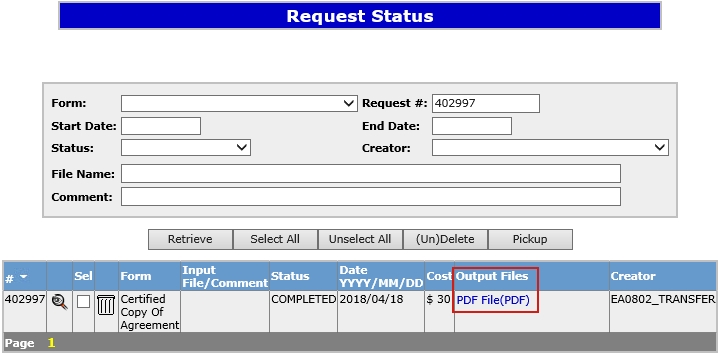 Request Status
Form: Request #: 402997
Start Date: End Date:
Status: Creator:
File Name:
Comment:
Retrieve Select All Unselect All (Un)Delete Pickup
# Sel Form Input File/Comment Status Date YYYY/MM/DD Cost Output Files Creator
402997 Certified Copy Of Agreement COMPLETED 2018/04/18 $ 30 PDF File(PDF) EA0802_TRANSFER
Page 1